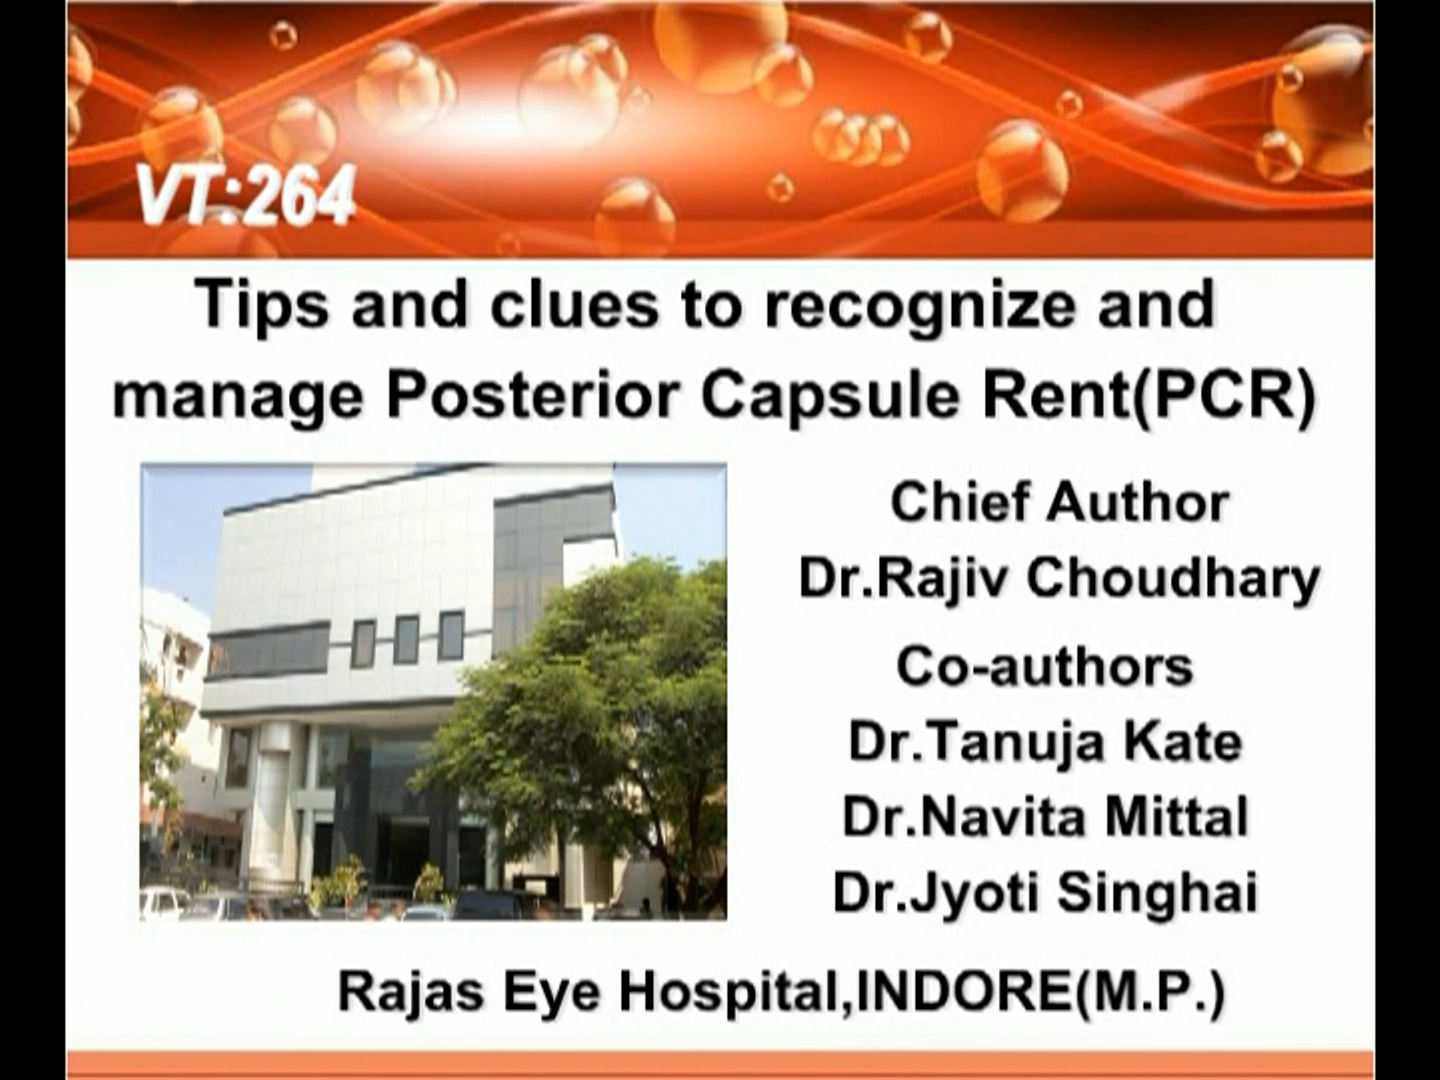 VT:264
Tips and clues to recognize and
manage Posterior Capsule Rent(PCR)
Chief Author
Dr.Rajiv Choudhary
Co-authors
Dr.Tanuja Kate
Dr.Navita Mittal
Dr.Jyoti Singhai
Rajas Eye Hospital,INDORE(M.P.)